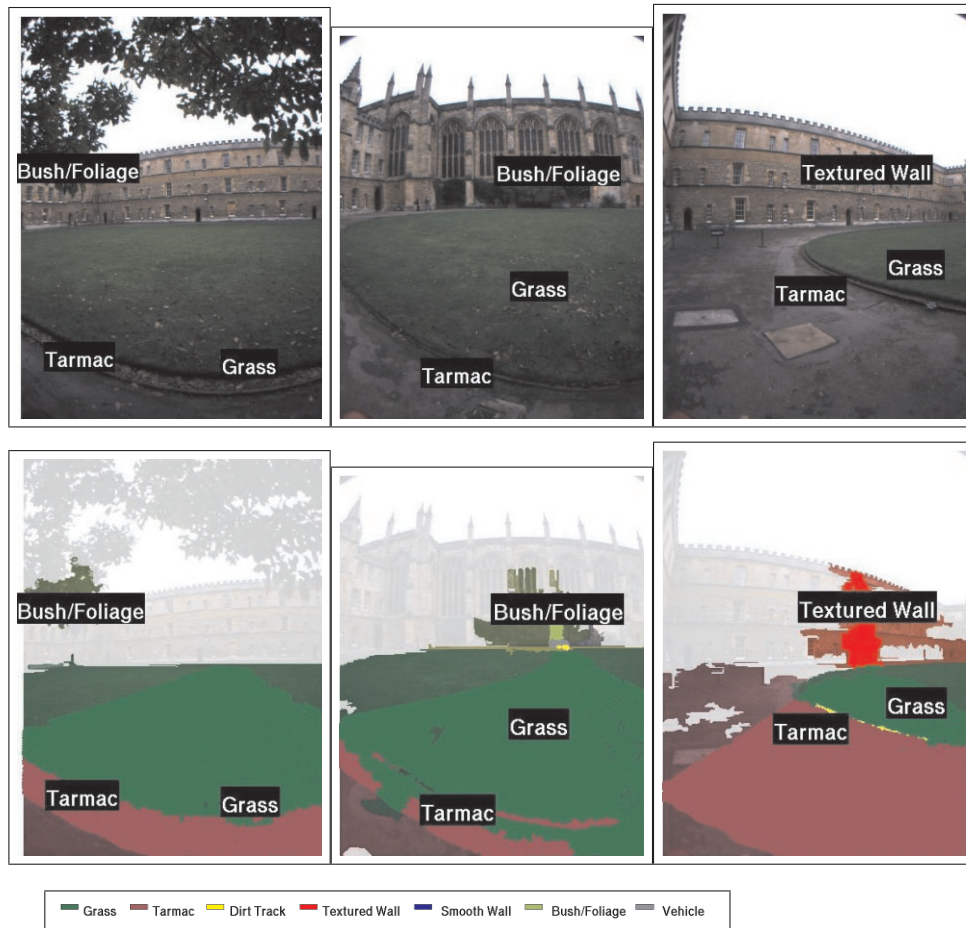 Bush/Foliage
Tarmac
Grass
Bush/Foliage
Grass
Tarmac
Textured Wall
Grass
Tarmac
Bush/Foliage
Tarmac
Grass
Bush/Foliage
Grass
Tarmac
Textured Wall
Grass
Tarmac
Grass Tarmac Dirt Track Textured Wall Smooth Wall Bush/Foliage Vehicle